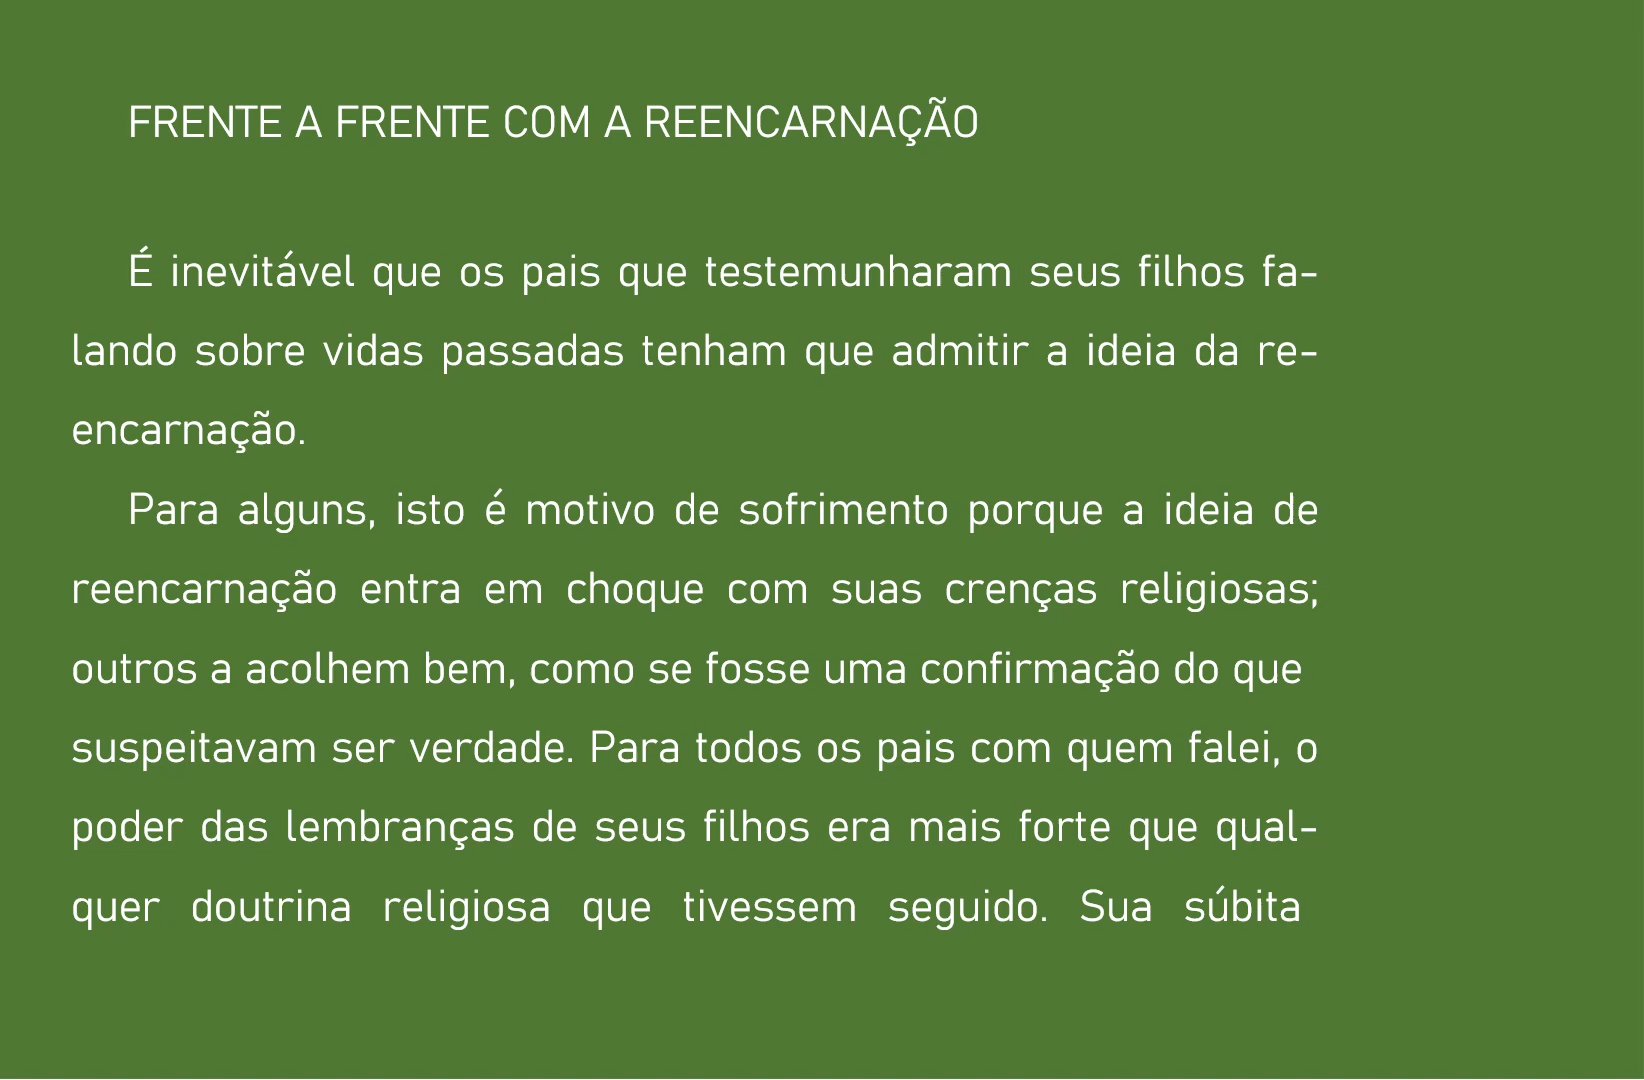 FRENTE A FRENTE COM A REENCARNAÇÃO
É inevitável que os pais que testemunharam seus filhos fa-
lando sobre vidas passadas tenham que admitir a ideia da re-
encarnação.
Para alguns, isto é motivo de sofrimento porque a ideia de
reencarnação entra em choque com suas crenças religiosas;
outros a acolhem bem, como se fosse uma confirmação do que
suspeitavam ser verdade. Para todos os pais com quem falei, o
poder das lembranças de seus filhos era mais forte que qual-
quer doutrina religiosa que tivessem seguido. Sua súbita